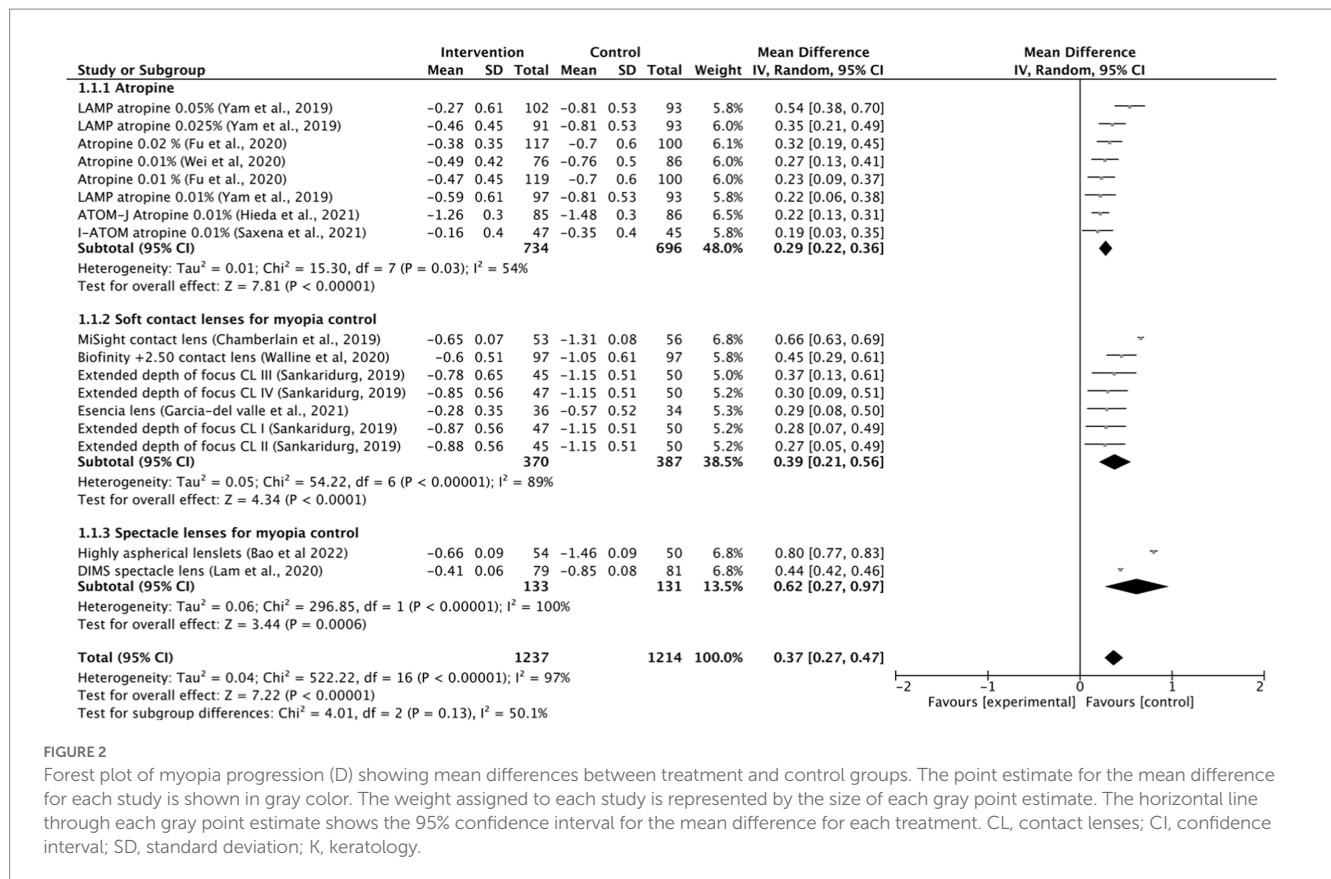 Intervention Control Mean Difference Mean Difference
Study or Subgroup Mean SD Total Mean SD Total Weight IV, Random, 95% CI IV, Random, 95% CI
1.1.1 Atropine
LAMP atropine 0.05% (Yam et al., 2019) −0.27 0.61 102 −0.81 0.53 93 5.8% 0.54 [0.38, 0.70]
LAMP atropine 0.025% (Yam et al., 2019) −0.46 0.45 91 −0.81 0.53 93 6.0% 0.35 [0.21, 0.49]
Atropine 0.02 % (Fu et al., 2020) −0.38 0.35 117 −0.7 0.6 100 6.1% 0.32 [0.19, 0.45]
Atropine 0.01% (Wei et al, 2020) −0.49 0.42 76 −0.76 0.5 86 6.0% 0.27 [0.13, 0.41]
Atropine 0.01 % (Fu et al., 2020) −0.47 0.45 119 −0.7 0.6 100 6.0% 0.23 [0.09, 0.37]
LAMP atropine 0.01% (Yam et al., 2019) −0.59 0.61 97 −0.81 0.53 93 5.8% 0.22 [0.06, 0.38]
ATOM-J Atropine 0.01% (Hieda et al., 2021) −1.26 0.3 85 −1.48 0.3 86 6.5% 0.22 [0.13, 0.31]
I-ATOM atropine 0.01% (Saxena et al., 2021) −0.16 0.4 47 −0.35 0.4 45 5.8% 0.19 [0.03, 0.35]
Subtotal (95% CI) 734 696 48.0% 0.29 [0.22, 0.36]
Heterogeneity: Tau² = 0.01; Chi² = 15.30, df = 7 (P = 0.03); I² = 54%
Test for overall effect: Z = 7.81 (P < 0.00001)
1.1.2 Soft contact lenses for myopia control
MiSight contact lens (Chamberlain et al., 2019) −0.65 0.07 53 −1.31 0.08 56 6.8% 0.66 [0.63, 0.69]
Biofinity +2.50 contact lens (Walline et al, 2020) −0.6 0.51 97 −1.05 0.61 97 5.8% 0.45 [0.29, 0.61]
Extended depth of focus CL III (Sankaridurg, 2019) −0.78 0.65 45 −1.15 0.51 50 5.0% 0.37 [0.13, 0.61]
Extended depth of focus CL IV (Sankaridurg, 2019) −0.85 0.56 47 −1.15 0.51 50 5.2% 0.30 [0.09, 0.51]
Esencia lens (Garcia-del valle et al., 2021) −0.28 0.35 36 −0.57 0.52 34 5.3% 0.29 [0.08, 0.50]
Extended depth of focus CL I (Sankaridurg, 2019) −0.87 0.56 47 −1.15 0.51 50 5.2% 0.28 [0.07, 0.49]
Extended depth of focus CL II (Sankaridurg, 2019) −0.88 0.56 45 −1.15 0.51 50 5.2% 0.27 [0.05, 0.49]
Subtotal (95% CI) 370 387 38.5% 0.39 [0.21, 0.56]
Heterogeneity: Tau² = 0.05; Chi² = 54.22, df = 6 (P < 0.00001); I² = 89%
Test for overall effect: Z = 4.34 (P < 0.0001)
1.1.3 Spectacle lenses for myopia control
Highly aspherical lenslets (Bao et al 2022) −0.66 0.09 54 −1.46 0.09 50 6.8% 0.80 [0.77, 0.83]
DIMS spectacle lens (Lam et al., 2020) −0.41 0.06 79 −0.85 0.08 81 6.8% 0.44 [0.42, 0.46]
Subtotal (95% CI) 133 131 13.5% 0.62 [0.27, 0.97]
Heterogeneity: Tau² = 0.06; Chi² = 296.85, df = 1 (P < 0.00001); I² = 100%
Test for overall effect: Z = 3.44 (P = 0.0006)
Total (95% CI) 1237 1214 100.0% 0.37 [0.27, 0.47]
Heterogeneity: Tau² = 0.04; Chi² = 522.22, df = 16 (P < 0.00001); I² = 97%
Test for overall effect: Z = 7.22 (P < 0.00001)
Test for subgroup differences: Chi² = 4.01, df = 2 (P = 0.13), I² = 50.1%
−2 −1 0 1 2
Favours [experimental] Favours [control]
FIGURE 2
Forest plot of myopia progression (D) showing mean differences between treatment and control groups. The point estimate for the mean difference
for each study is shown in gray color. The weight assigned to each study is represented by the size of each gray point estimate. The horizontal line
through each gray point estimate shows the 95% confidence interval for the mean difference for each treatment. CL, contact lenses; CI, confidence
interval; SD, standard deviation; K, keratology.